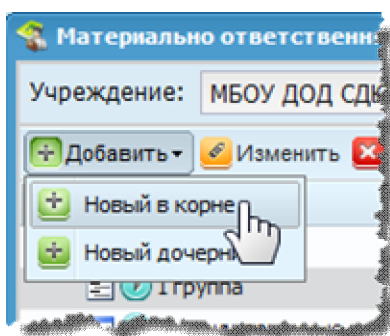 Материально ответственн
Учреждение: МБОУ ДОД СДК
Добавить Изменить
Новый в корне
Новый дочерн
1 группа